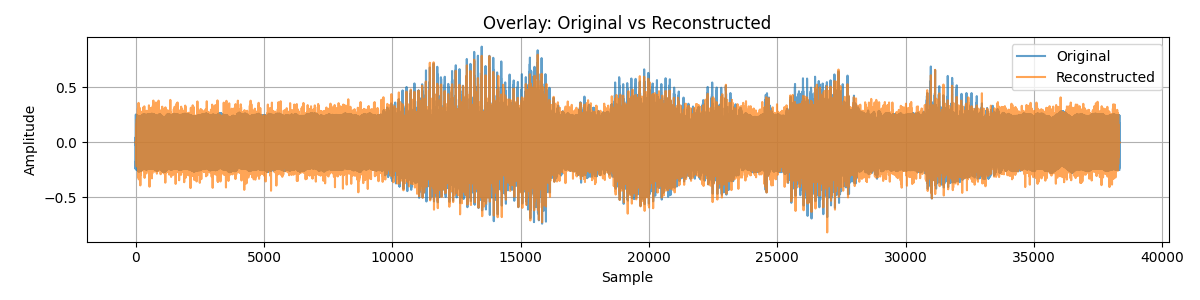 Overlay: Original vs Reconstructed
Original
Reconstructed
Amplitude
0.5
0.0
−0.5
0 5000 10000 15000 20000 25000 30000 35000 40000
Sample